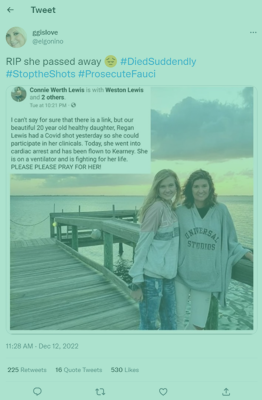 Tweet
ggislove
@elgonino
RIP she passed away 😔 #DiedSuddently
#StoptheShots #ProsecuteFauci
Connie Werth Lewis is with Weston Lewis
and 2 others.
Tue at 10:21 PM
I can't say for sure that there is a link, but our
beautiful 20 year old healthy daughter, Regan
Lewis had a Covid shot yesterday so she could
participate in her clinicals. Today, she went into
cardiac arrest and has been flown to Kearney. She
is on a ventilator and is fighting for her life.
PLEASE PLEASE PRAY FOR HER!
UNIVERSAL
STUDIOS
11:28 AM - Dec 12, 2022
225 Retweets 16 Quote Tweets 530 Likes